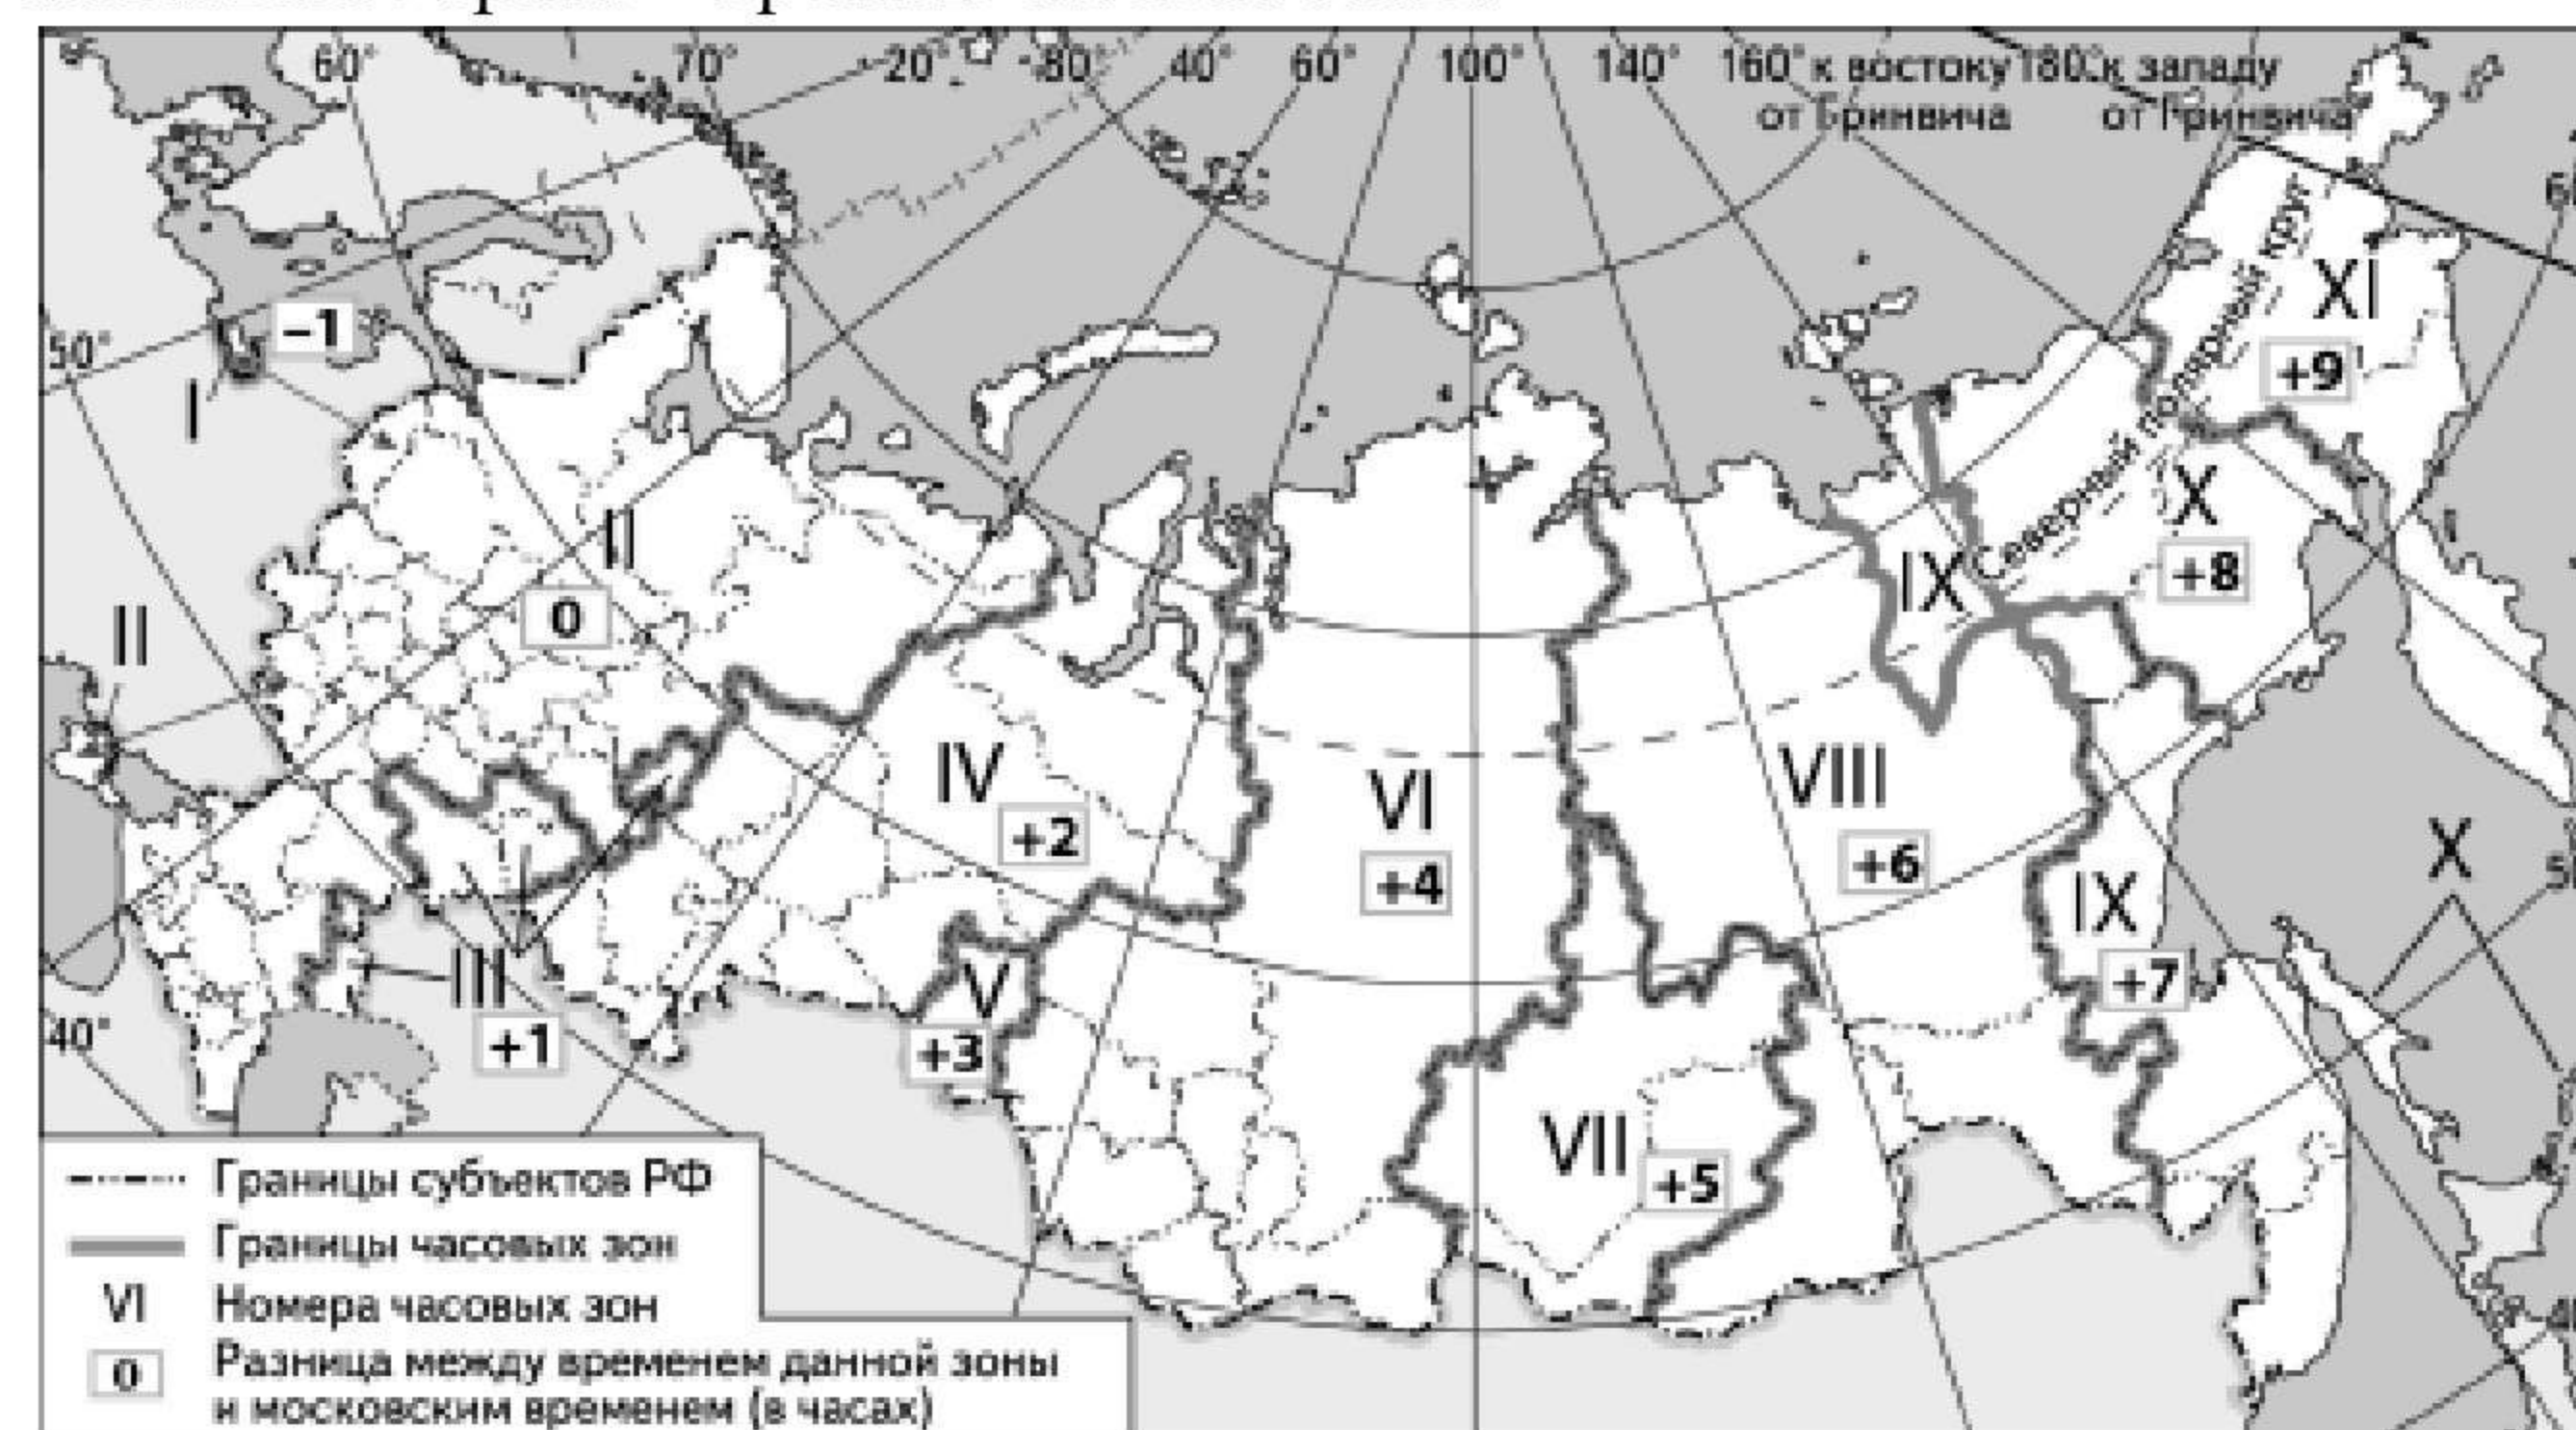 60° 70° 20° 80° 40° 60° 100° 140° 160° к востоку 180° к западу
от Гринвича от Гринвича
50°
–1
I
II
0
II
Северный полярный круг
XI
+9
X
+8
IX
IV
+2
VI
+4
VIII
+6
IX
+7
X
III
+1
V
+3
40°
VII
+5
Границы субъектов РФ
Границы часовых зон
VI Номера часовых зон
0 Разница между временем данной зоны
и московским временем (в часах)